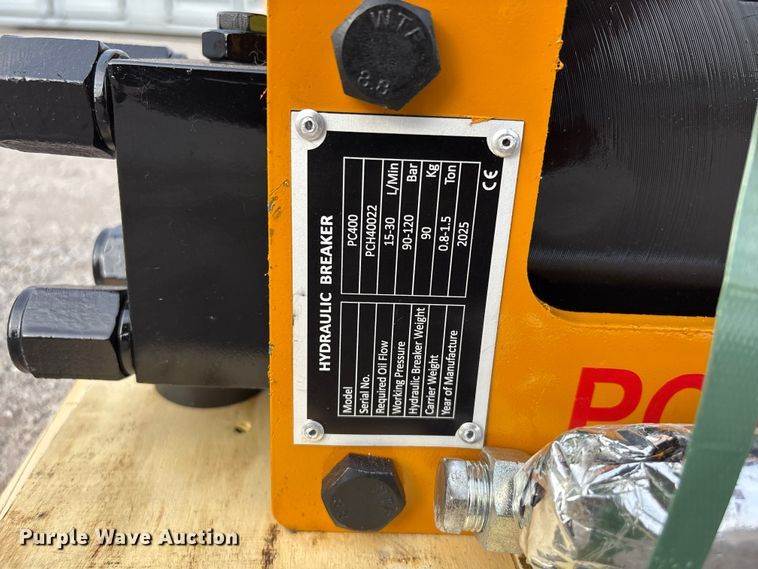 WTF
8.8
HYDRAULIC BREAKER
Model PC400
Serial No. PCH40022
Required Oil Flow 15-30 L/Min
Working Pressure 90-120 Bar
Hydraulic Breaker Weight 90 Kg
Carrier Weight 0.8-1.5 Ton
Year of Manufacture 2025
CE
PC
Purple Wave Auction